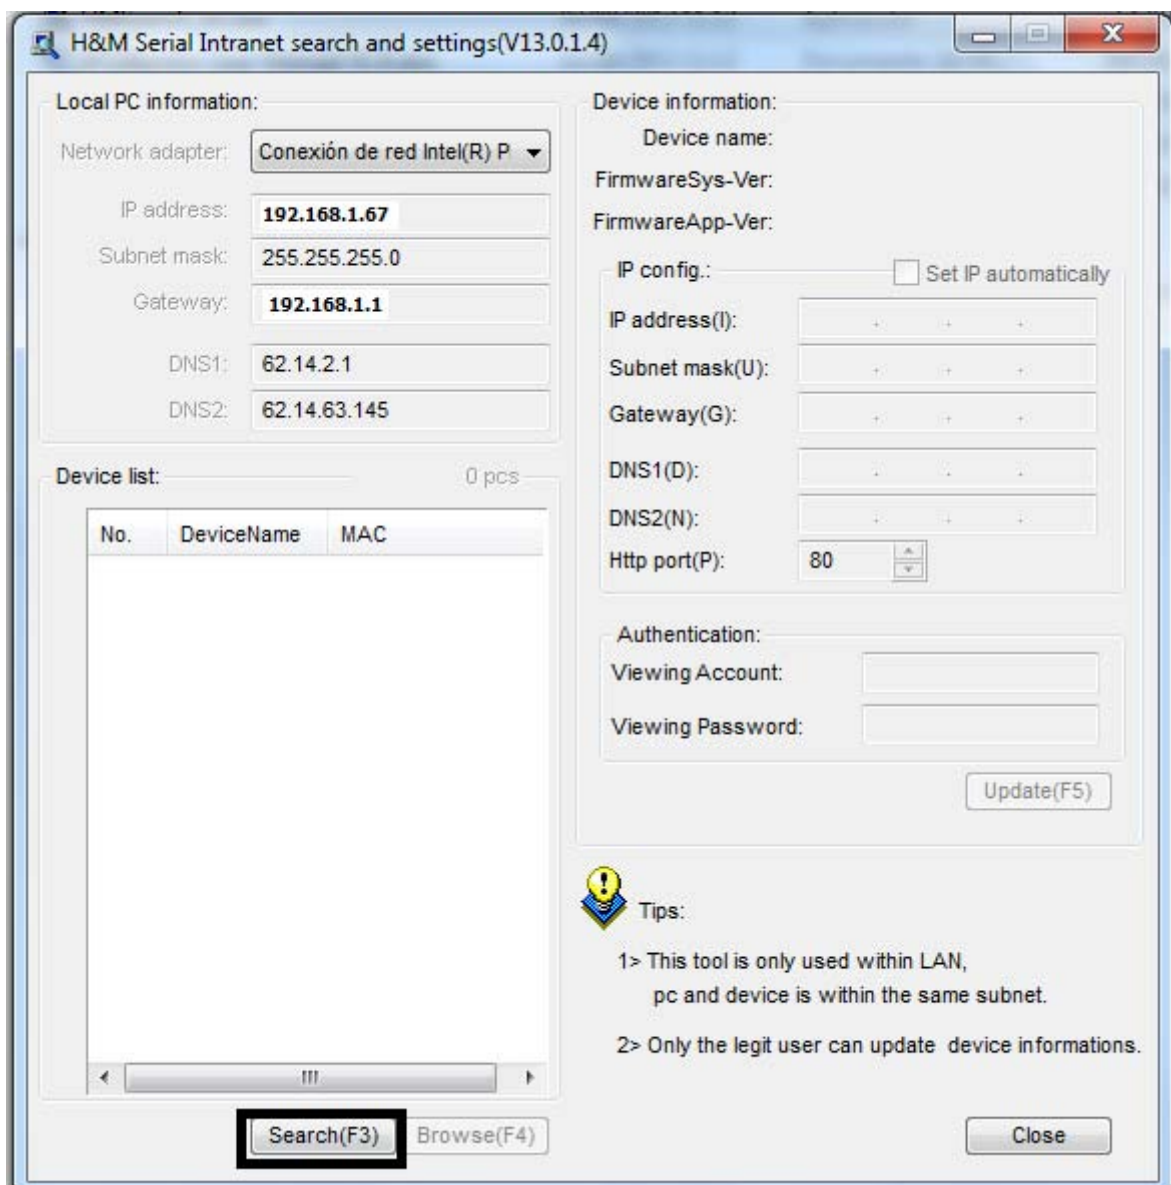 H&M Serial Intranet search and settings(V13.0.1.4)
Local PC information:
Network adapter: Conexión de red Intel(R) P
IP address: 192.168.1.67
Subnet mask: 255.255.255.0
Gateway: 192.168.1.1
DNS1: 62.14.2.1
DNS2: 62.14.63.145
Device list: 0 pcs
No. DeviceName MAC
Search(F3) Browse(F4)
Device information:
Device name:
FirmwareSys-Ver:
FirmwareApp-Ver:
IP config.: Set IP automatically
IP address(I): . . .
Subnet mask(U): . . .
Gateway(G): . . .
DNS1(D): . . .
DNS2(N): . . .
Http port(P): 80
Authentication:
Viewing Account:
Viewing Password:
Update(F5)
Tips:
1> This tool is only used within LAN,
pc and device is within the same subnet.
2> Only the legit user can update device informations.
Close